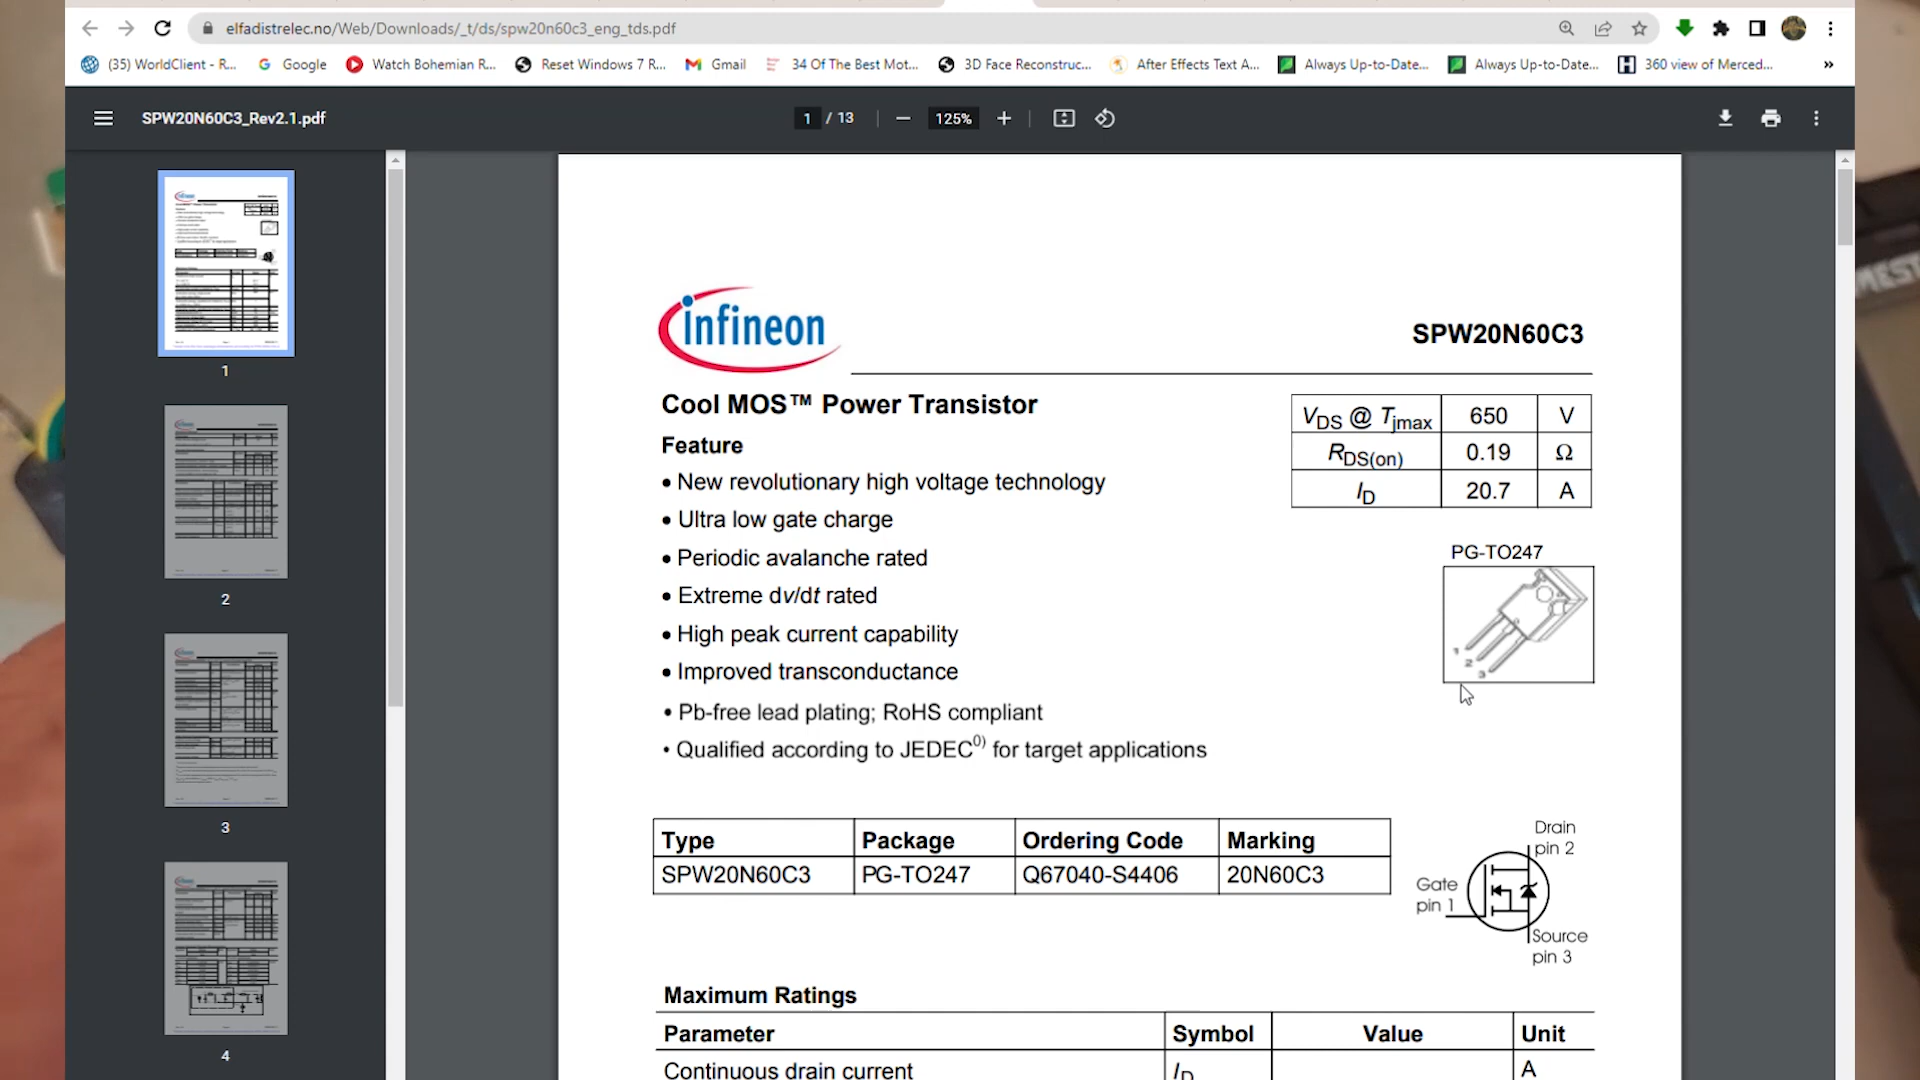 elfadistrelec.no/Web/Downloads/_t/ds/spw20n60c3_eng_tds.pdf
(35) WorldClient - R...
Google
Watch Bohemian R...
Reset Windows 7 R...
Gmail
34 Of The Best Mot...
3D Face Reconstruc...
After Effects Text A...
Always Up-to-Date...
Always Up-to-Date...
360 view of Merced...
»
SPW20N60C3_Rev2.1.pdf
1 / 13
125%
1
2
3
4
infineon
SPW20N60C3
Cool MOS™ Power Transistor
Feature
• New revolutionary high voltage technology
• Ultra low gate charge
• Periodic avalanche rated
• Extreme dv/dt rated
• High peak current capability
• Improved transconductance
• Pb-free lead plating; RoHS compliant
• Qualified according to JEDEC0) for target applications
VDS @ Tjmax 650 V
RDS(on) 0.19 Ω
ID 20.7 A
PG-TO247
1
2
3
Type Package Ordering Code Marking
SPW20N60C3 PG-TO247 Q67040-S4406 20N60C3
Drain
pin 2
Gate
pin 1
Source
pin 3
Maximum Ratings
Parameter Symbol Value Unit
Continuous drain current ID A